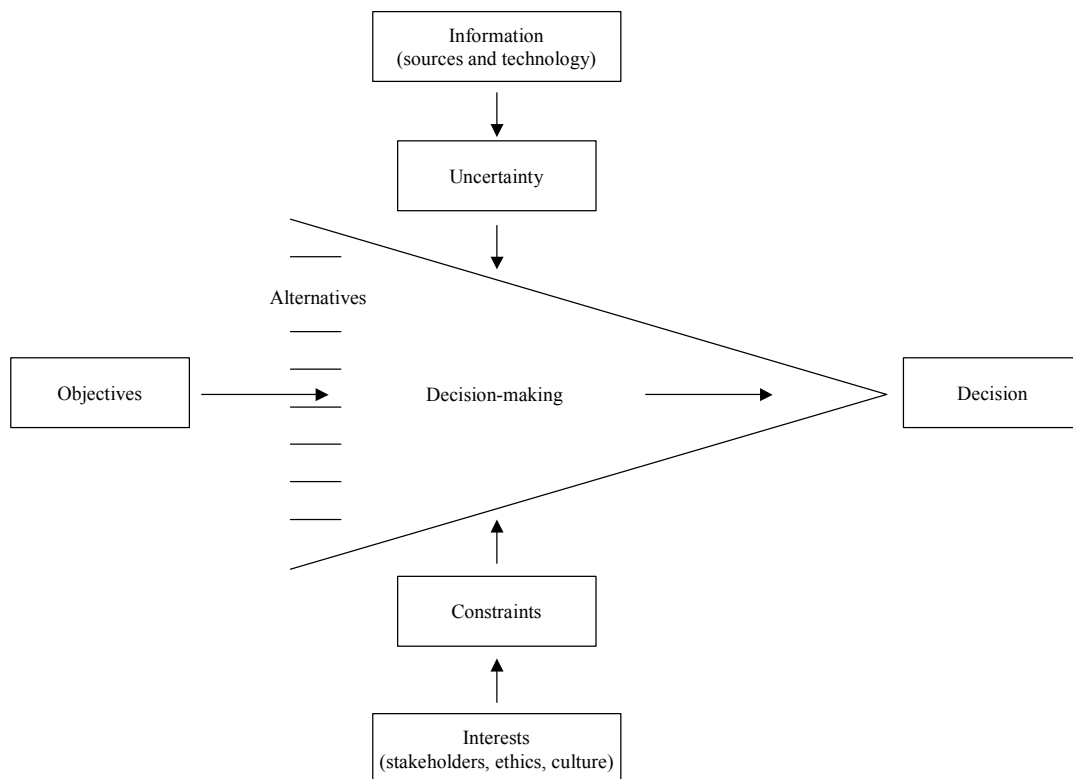 Information
(sources and technology)
Uncertainty
Alternatives
Objectives
Decision-making
Decision
Constraints
Interests
(stakeholders, ethics, culture)